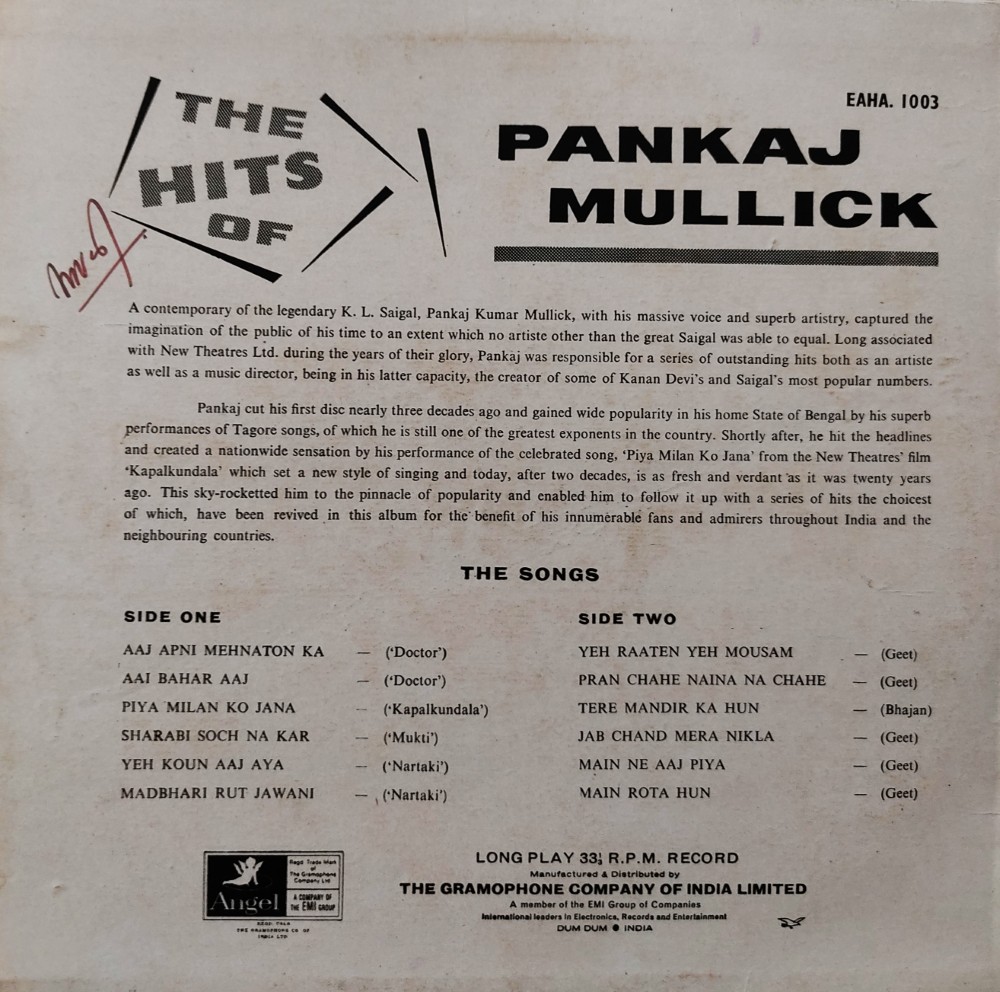 EAHA. 1003
THE
HITS
OF
PANKAJ
MULLICK
A contemporary of the legendary K. L. Saigal, Pankaj Kumar Mullick, with his massive voice and superb artistry, captured the
imagination of the public of his time to an extent which no artiste other than the great Saigal was able to equal. Long associated
with New Theatres Ltd. during the years of their glory, Pankaj was responsible for a series of outstanding hits both as an artiste
as well as a music director, being in his latter capacity, the creator of some of Kanan Devi's and Saigal's most popular numbers.
Pankaj cut his first disc nearly three decades ago and gained wide popularity in his home State of Bengal by his superb
performances of Tagore songs, of which he is still one of the greatest exponents in the country. Shortly after, he hit the headlines
and created a nationwide sensation by his performance of the celebrated song, 'Piya Milan Ko Jana' from the New Theatres' film
'Kapalkundala' which set a new style of singing and today, after two decades, is as fresh and verdant as it was twenty years
ago. This sky-rocketted him to the pinnacle of popularity and enabled him to follow it up with a series of hits the choicest
of which, have been revived in this album for the benefit of his innumerable fans and admirers throughout India and the
neighbouring countries.
THE SONGS
SIDE ONE
AAJ APNI MEHNATON KA — ('Doctor')
AAI BAHAR AAJ — ('Doctor')
PIYA MILAN KO JANA — ('Kapalkundala')
SHARABI SOCH NA KAR — ('Mukti')
YEH KOUN AAJ AYA — ('Nartaki')
MADBHARI RUT JAWANI — ('Nartaki')
SIDE TWO
YEH RAATEN YEH MOUSAM — (Geet)
PRAN CHAHE NAINA NA CHAHE — (Geet)
TERE MANDIR KA HUN — (Bhajan)
JAB CHAND MERA NIKLA — (Geet)
MAIN NE AAJ PIYA — (Geet)
MAIN ROTA HUN — (Geet)
Angel
Regd Trade Mark
of
The Gramophone
Company Ltd
A COMPANY OF
THE EMI GROUP
REGD. T.M.
THE GRAMOPHONE CO OF
INDIA LTD
LONG PLAY 33⅓ R.P.M. RECORD
Manufactured & Distributed by
THE GRAMOPHONE COMPANY OF INDIA LIMITED
A member of the EMI Group of Companies
International leaders in Electronics, Records and Entertainment
DUM DUM ● INDIA